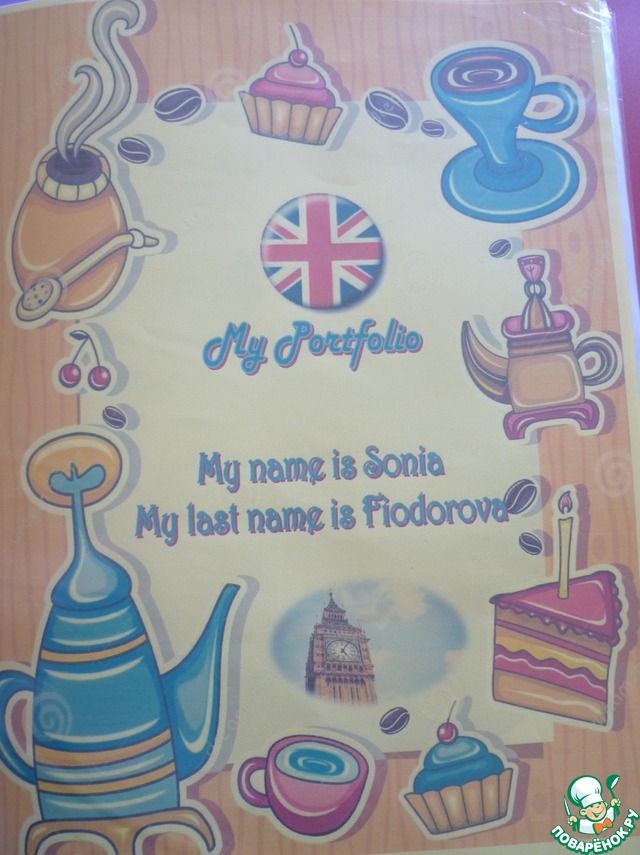 My Portfolio
My name is Sonia
My last name is Fiodorova
ПОВАРЁНОК.РУ